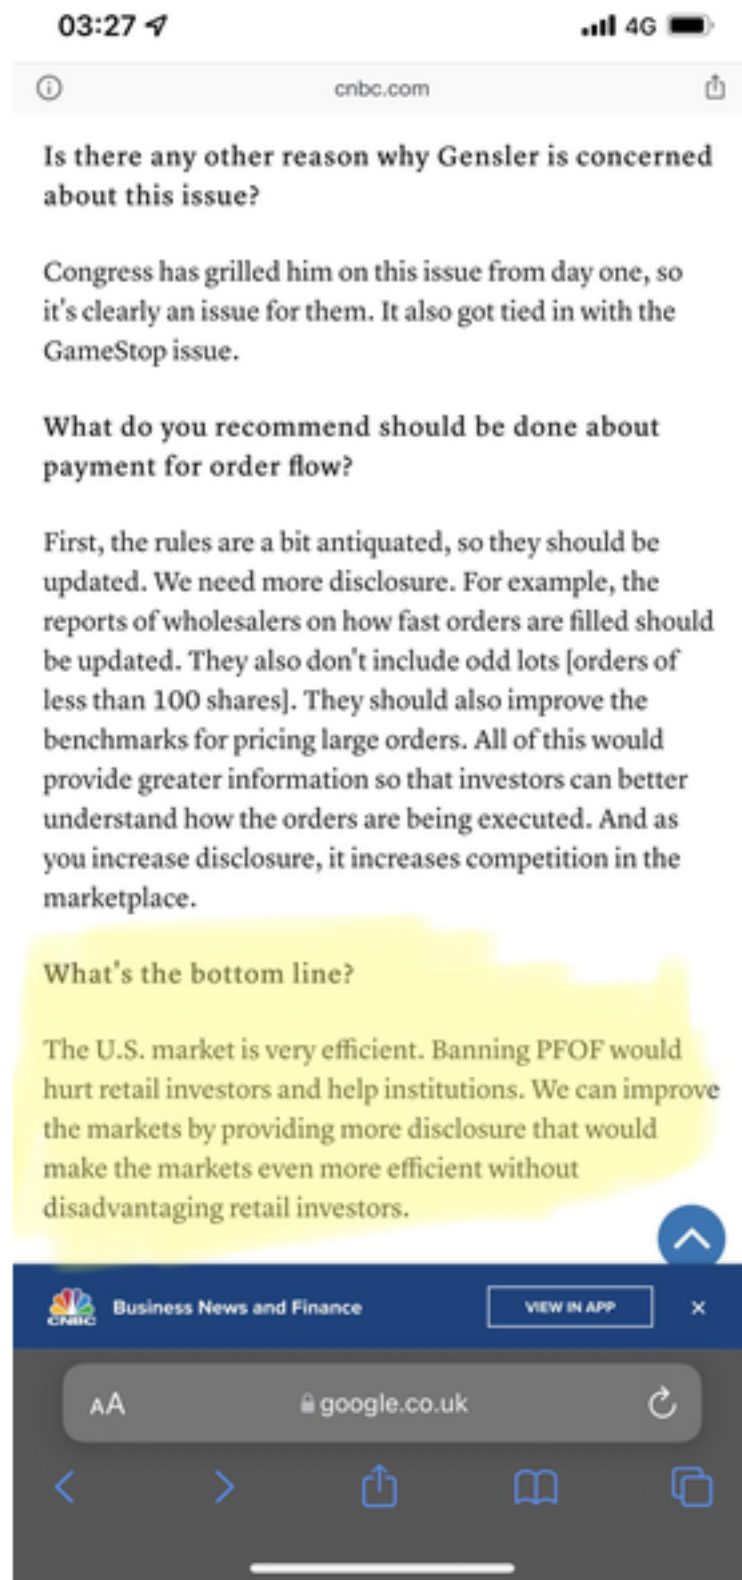 03:27
4G
cnbc.com
Is there any other reason why Gensler is concerned
about this issue?
Congress has grilled him on this issue from day one, so
it's clearly an issue for them. It also got tied in with the
GameStop issue.
What do you recommend should be done about
payment for order flow?
First, the rules are a bit antiquated, so they should be
updated. We need more disclosure. For example, the
reports of wholesalers on how fast orders are filled should
be updated. They also don't include odd lots [orders of
less than 100 shares]. They should also improve the
benchmarks for pricing large orders. All of this would
provide greater information so that investors can better
understand how the orders are being executed. And as
you increase disclosure, it increases competition in the
marketplace.
What's the bottom line?
The U.S. market is very efficient. Banning PFOF would
hurt retail investors and help institutions. We can improve
the markets by providing more disclosure that would
make the markets even more efficient without
disadvantaging retail investors.
CNBC Business News and Finance VIEW IN APP
AA google.co.uk